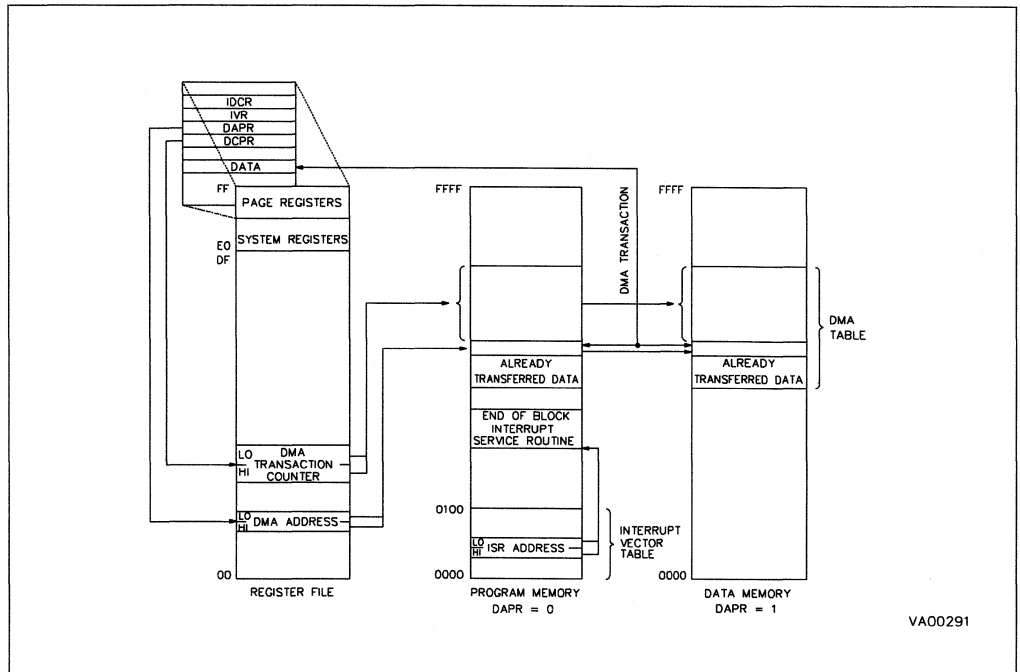 IDCR
IVR
DAPR
DCPR
DATA
FF
PAGE REGISTERS
SYSTEM REGISTERS
E0
DF
LO
HI
DMA
TRANSACTION
COUNTER
LO
HI
DMA ADDRESS
00
REGISTER FILE
FFFF
ALREADY
TRANSFERRED DATA
END OF BLOCK
INTERRUPT
SERVICE ROUTINE
0100
LO
HI
ISR ADDRESS
0000
INTERRUPT
VECTOR
TABLE
PROGRAM MEMORY
DAPR = 0
DMA TRANSACTION
FFFF
DMA
TABLE
ALREADY
TRANSFERRED DATA
0000
DATA MEMORY
DAPR = 1
VA00291